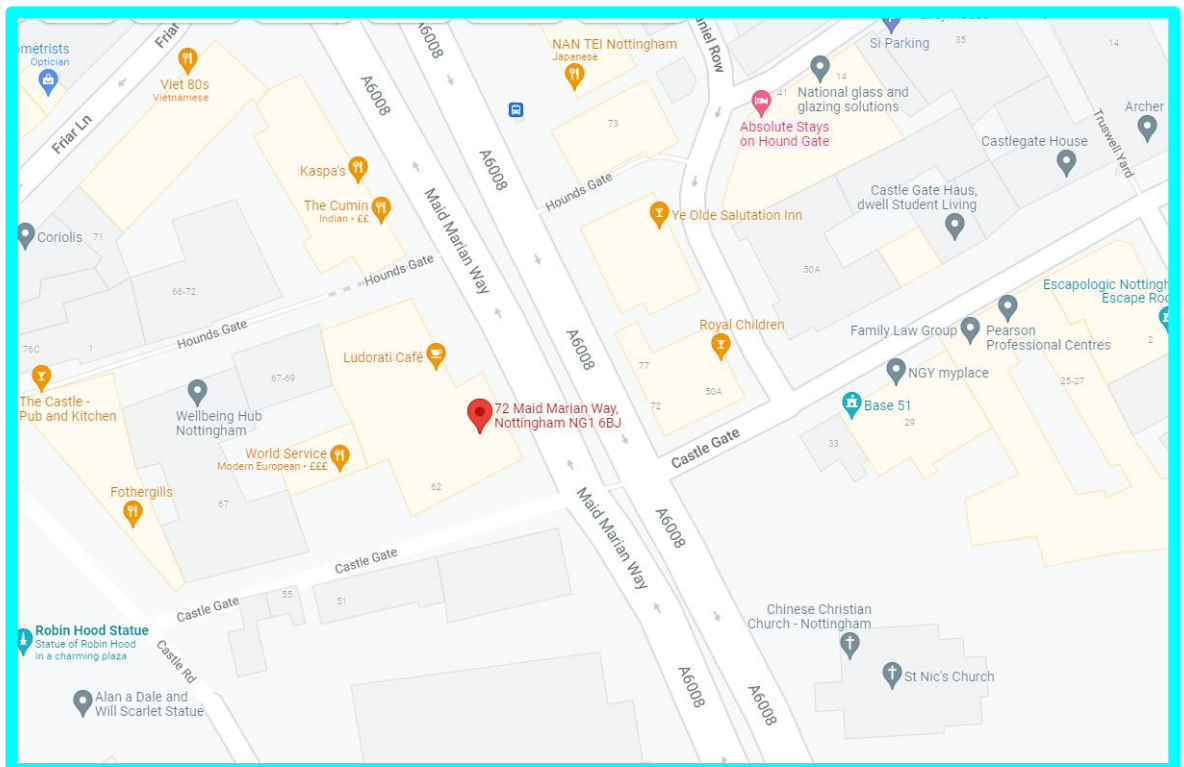 ometrists
Optician
Friar
Friar Ln
Viet 80s
Vietnamese
A6008
A6008
NAN TEI Nottingham
Japanese
niel Row
Si Parking
35
14
14
41
National glass and
glazing solutions
Archer
Absolute Stays
on Hound Gate
73
Truswell Yard
Castlegate House
Kaspa's
A6008
Hounds Gate
The Cumin
Indian • ££
Maid Marian Way
Castle Gate Haus,
dwell Student Living
Ye Olde Salutation Inn
Coriolis
71
Hounds Gate
50A
66-72
Escapologic Nottingh
Escape Roo
Hounds Gate
76C
1
A6008
Royal Children
Family Law Group
Pearson
Professional Centres
2
Ludorati Café
77
67-69
NGY myplace
25-27
The Castle -
Pub and Kitchen
Wellbeing Hub
Nottingham
72 Maid Marian Way,
Nottingham NG1 6BJ
50A
72
Base 51
29
Castle Gate
33
World Service
Modern European • £££
62
Fothergills
67
Maid Marian Way
A6008
Castle Gate
Castle Gate
55
51
Chinese Christian
Church - Nottingham
Robin Hood Statue
Statue of Robin Hood
in a charming plaza
Castle Rd
St Nic's Church
A6008
A6008
Alan a Dale and
Will Scarlet Statue